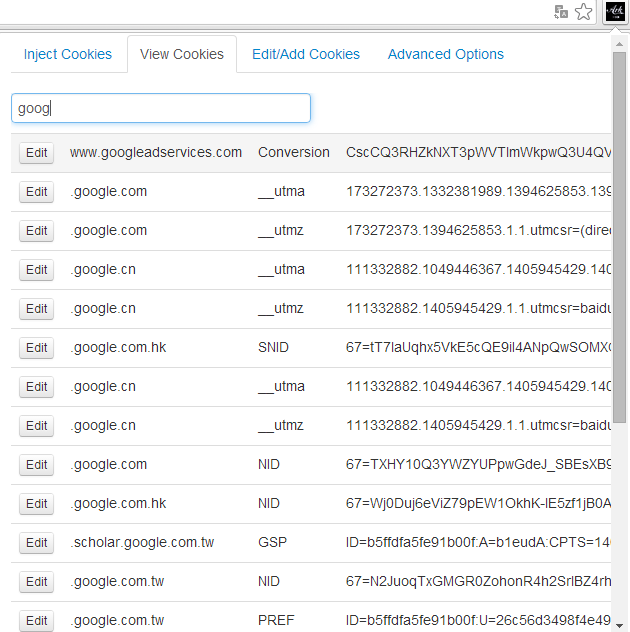 Inject Cookies View Cookies Edit/Add Cookies Advanced Options
goog
Edit www.googleadservices.com Conversion CscCQ3RHZkNXT3pWVTlmWkpwQ3U4QV
Edit .google.com __utma 173272373.1332381989.1394625853.139
Edit .google.com __utmz 173272373.1394625853.1.1.utmcsr=(direc
Edit .google.cn __utma 111332882.1049446367.1405945429.140
Edit .google.cn __utmz 111332882.1405945429.1.1.utmcsr=baidu
Edit .google.com.hk SNID 67=tT7laUqhx5VkE5cQE9il4ANpQwSOMXC
Edit .google.cn __utma 111332882.1049446367.1405945429.140
Edit .google.cn __utmz 111332882.1405945429.1.1.utmcsr=baidu
Edit .google.com NID 67=TXHY10Q3YWZYUPpwGdeJ_SBEsXB9
Edit .google.com.hk NID 67=Wj0Duj6eViZ79pEW1OkhK-lE5zf1jB0A
Edit .scholar.google.com.tw GSP ID=b5ffdfa5fe91b00f:A=b1eudA:CPTS=140
Edit .google.com.tw NID 67=N2JuoqTxGMGR0ZohonR4h2SrlBZ4rh
Edit .google.com.tw PREF ID=b5ffdfa5fe91b00f:U=26c56d3498f4e49